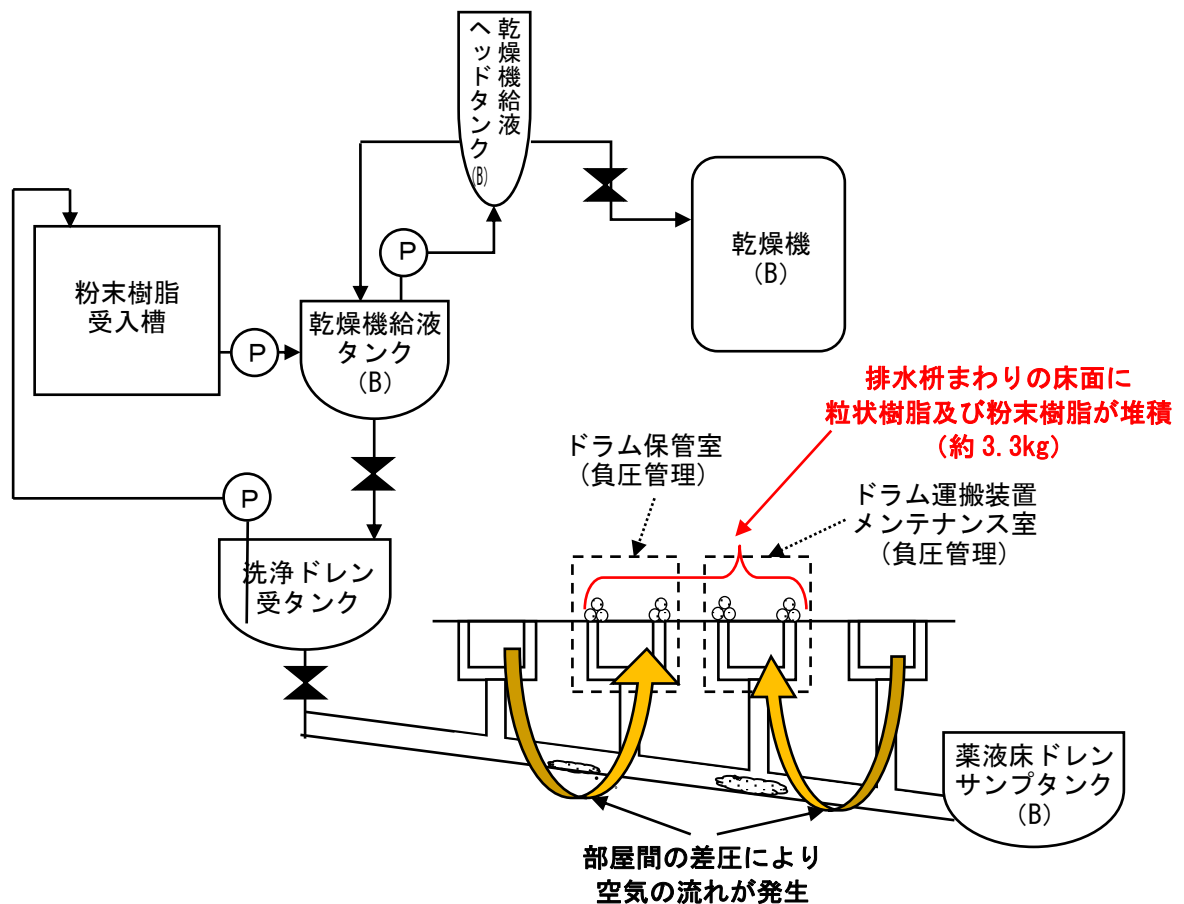 乾燥機給液
ヘッドタンク
(B)
P
乾燥機
(B)
粉末樹脂
受入槽
P
乾燥機給液
タンク
(B)
排水枡まわりの床面に
粒状樹脂及び粉末樹脂が堆積
(約 3.3kg)
ドラム保管室
(負圧管理)
ドラム運搬装置
メンテナンス室
(負圧管理)
P
洗浄ドレン
受タンク
薬液床ドレン
サンプタンク
(B)
部屋間の差圧により
空気の流れが発生